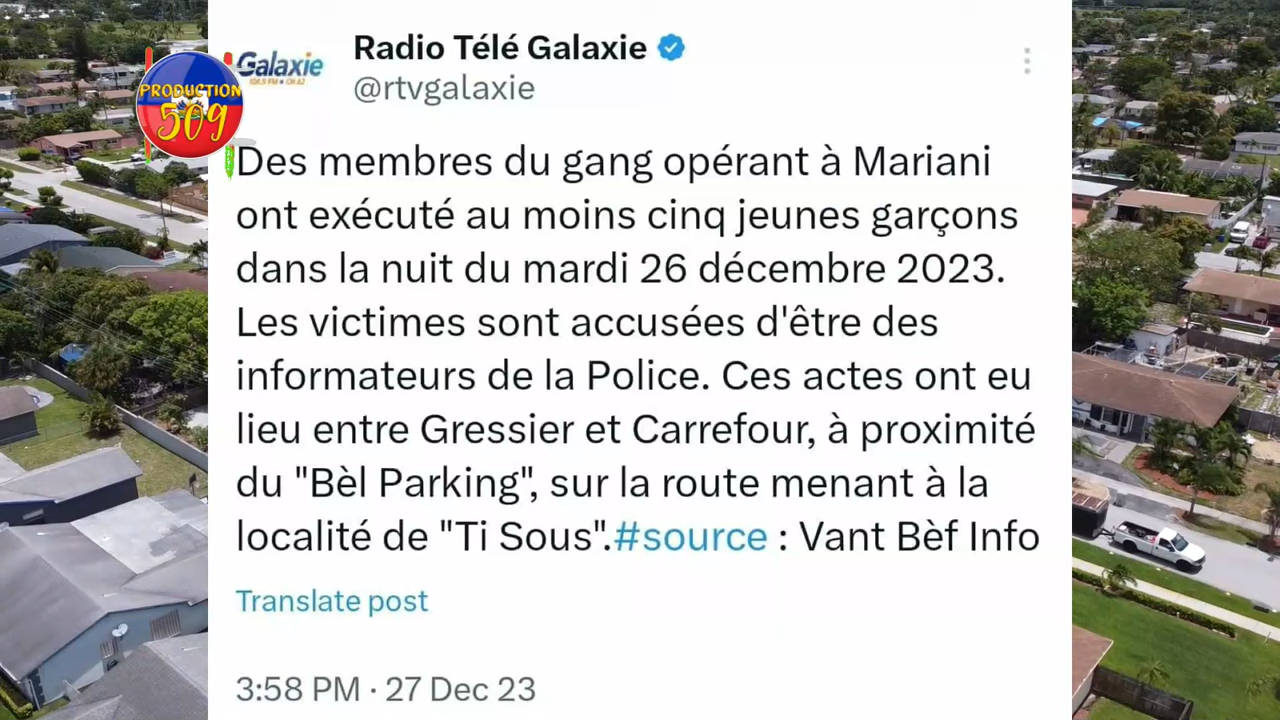 Radio Télé Galaxie
@rtvgalaxie
Galaxie
PRODUCTION
509
Des membres du gang opérant à Mariani
ont exécuté au moins cinq jeunes garçons
dans la nuit du mardi 26 décembre 2023.
Les victimes sont accusées d'être des
informateurs de la Police. Ces actes ont eu
lieu entre Gressier et Carrefour, à proximité
du "Bèl Parking", sur la route menant à la
localité de "Ti Sous".#source : Vant Bèf Info
Translate post
3:58 PM · 27 Dec 23